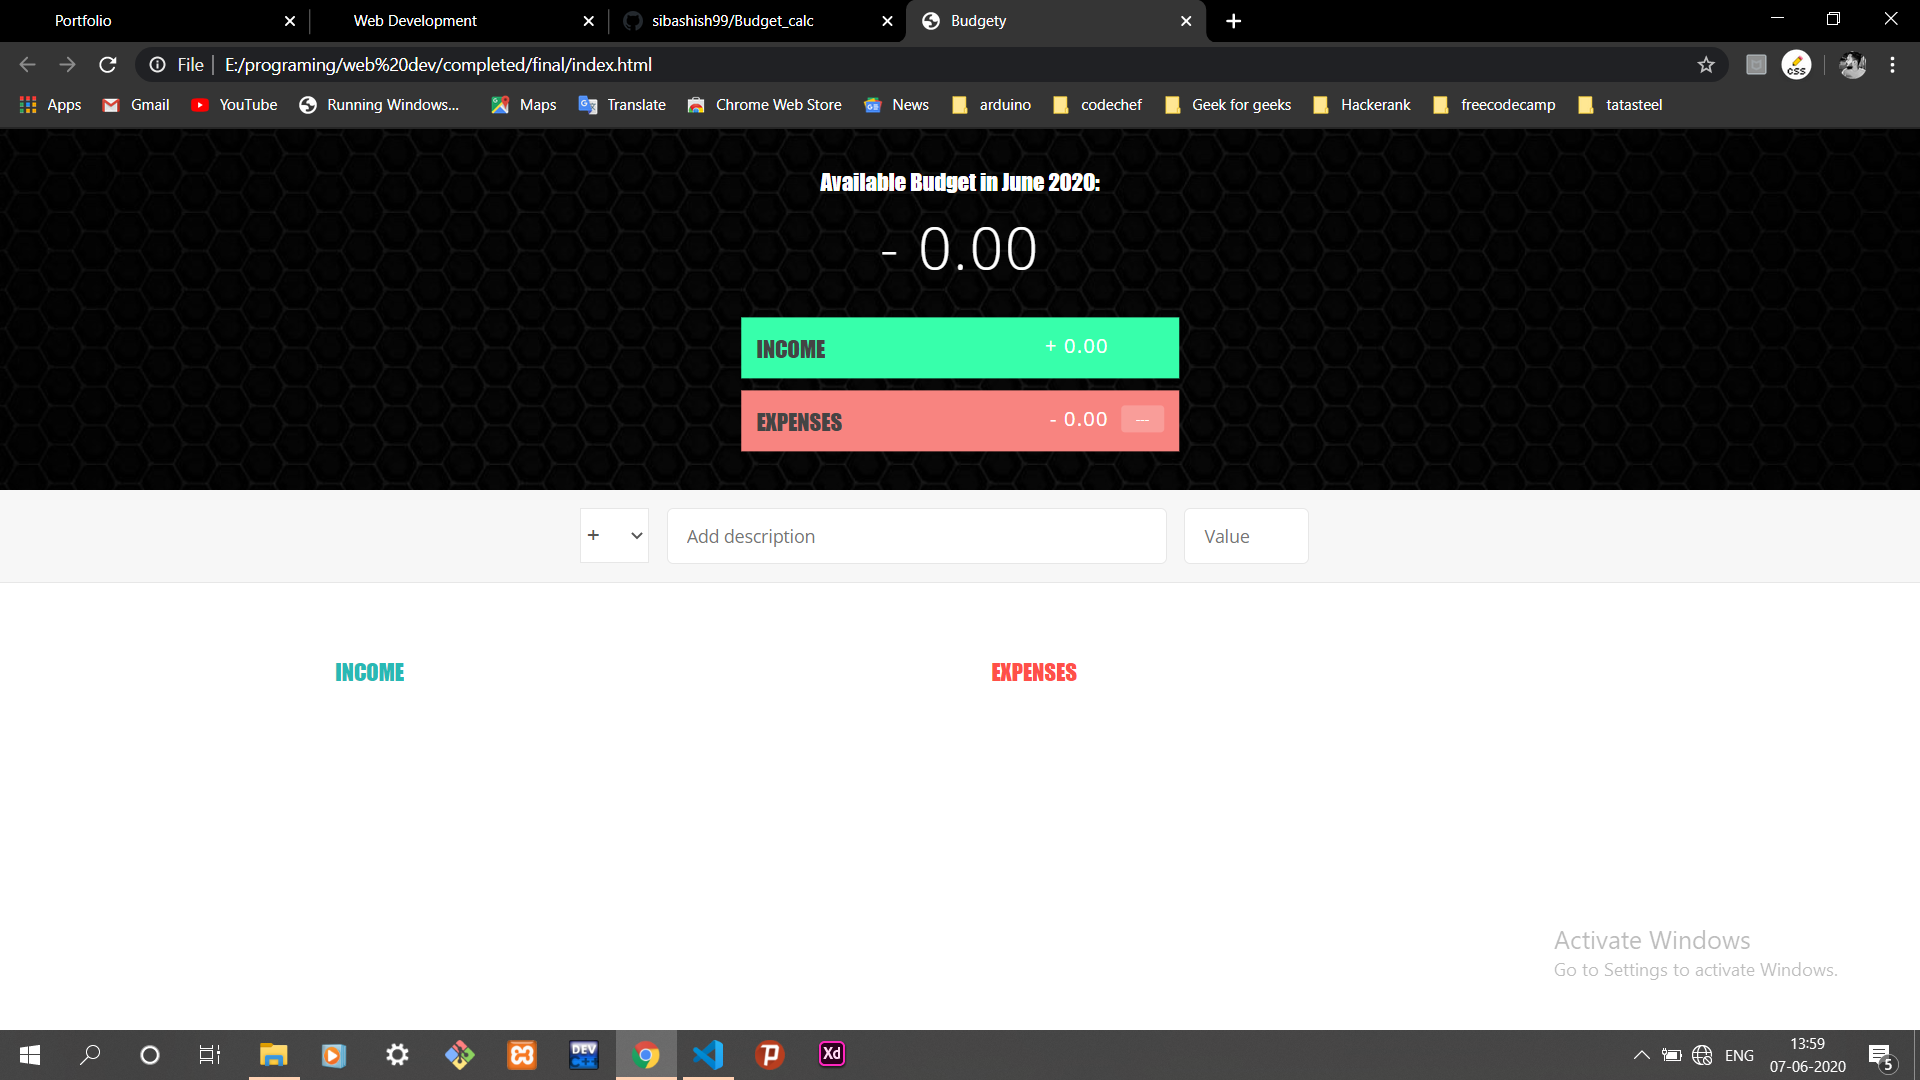 Portfolio
Web Development
sibashish99/Budget_calc
Budgety
File
E:/programing/web%20dev/completed/final/index.html
css
Apps
Gmail
YouTube
Running Windows...
Maps
Translate
Chrome Web Store
News
arduino
codechef
Geek for geeks
Hackerank
freecodecamp
tatasteel
Available Budget in June 2020:
- 0.00
INCOME
+ 0.00
EXPENSES
- 0.00
---
+
Add description
Value
INCOME
EXPENSES
Activate Windows
Go to Settings to activate Windows.
DEV
C++
Xd
ENG
13:59
07-06-2020
5